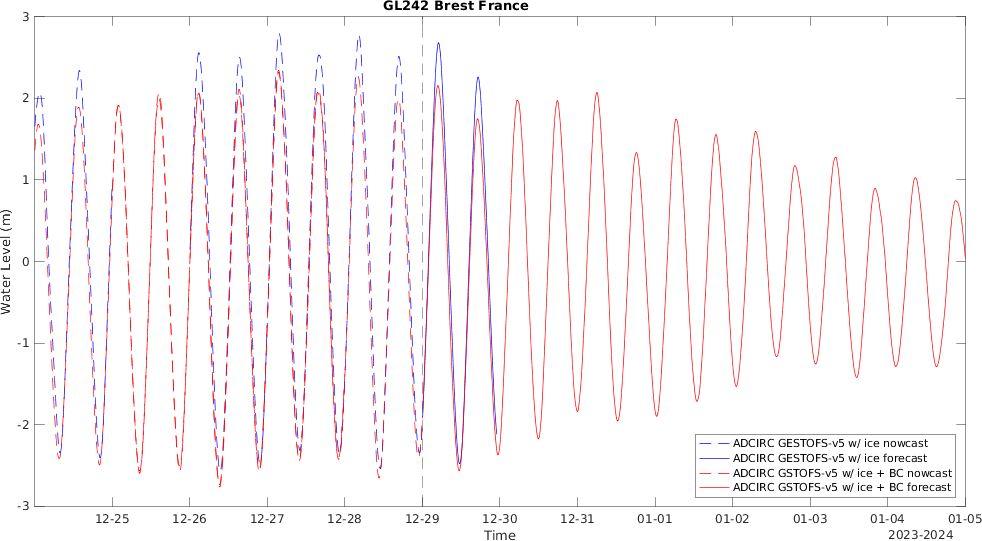 GL242 Brest France
3
2
1
0
-1
-2
-3
Water Level (m)
ADCIRC GESTOFS-v5 w/ ice nowcast
ADCIRC GESTOFS-v5 w/ ice forecast
ADCIRC GSTOFS-v5 w/ ice + BC nowcast
ADCIRC GSTOFS-v5 w/ ice + BC forecast
12-25 12-26 12-27 12-28 12-29 12-30 12-31 01-01 01-02 01-03 01-04 01-05
Time
2023-2024